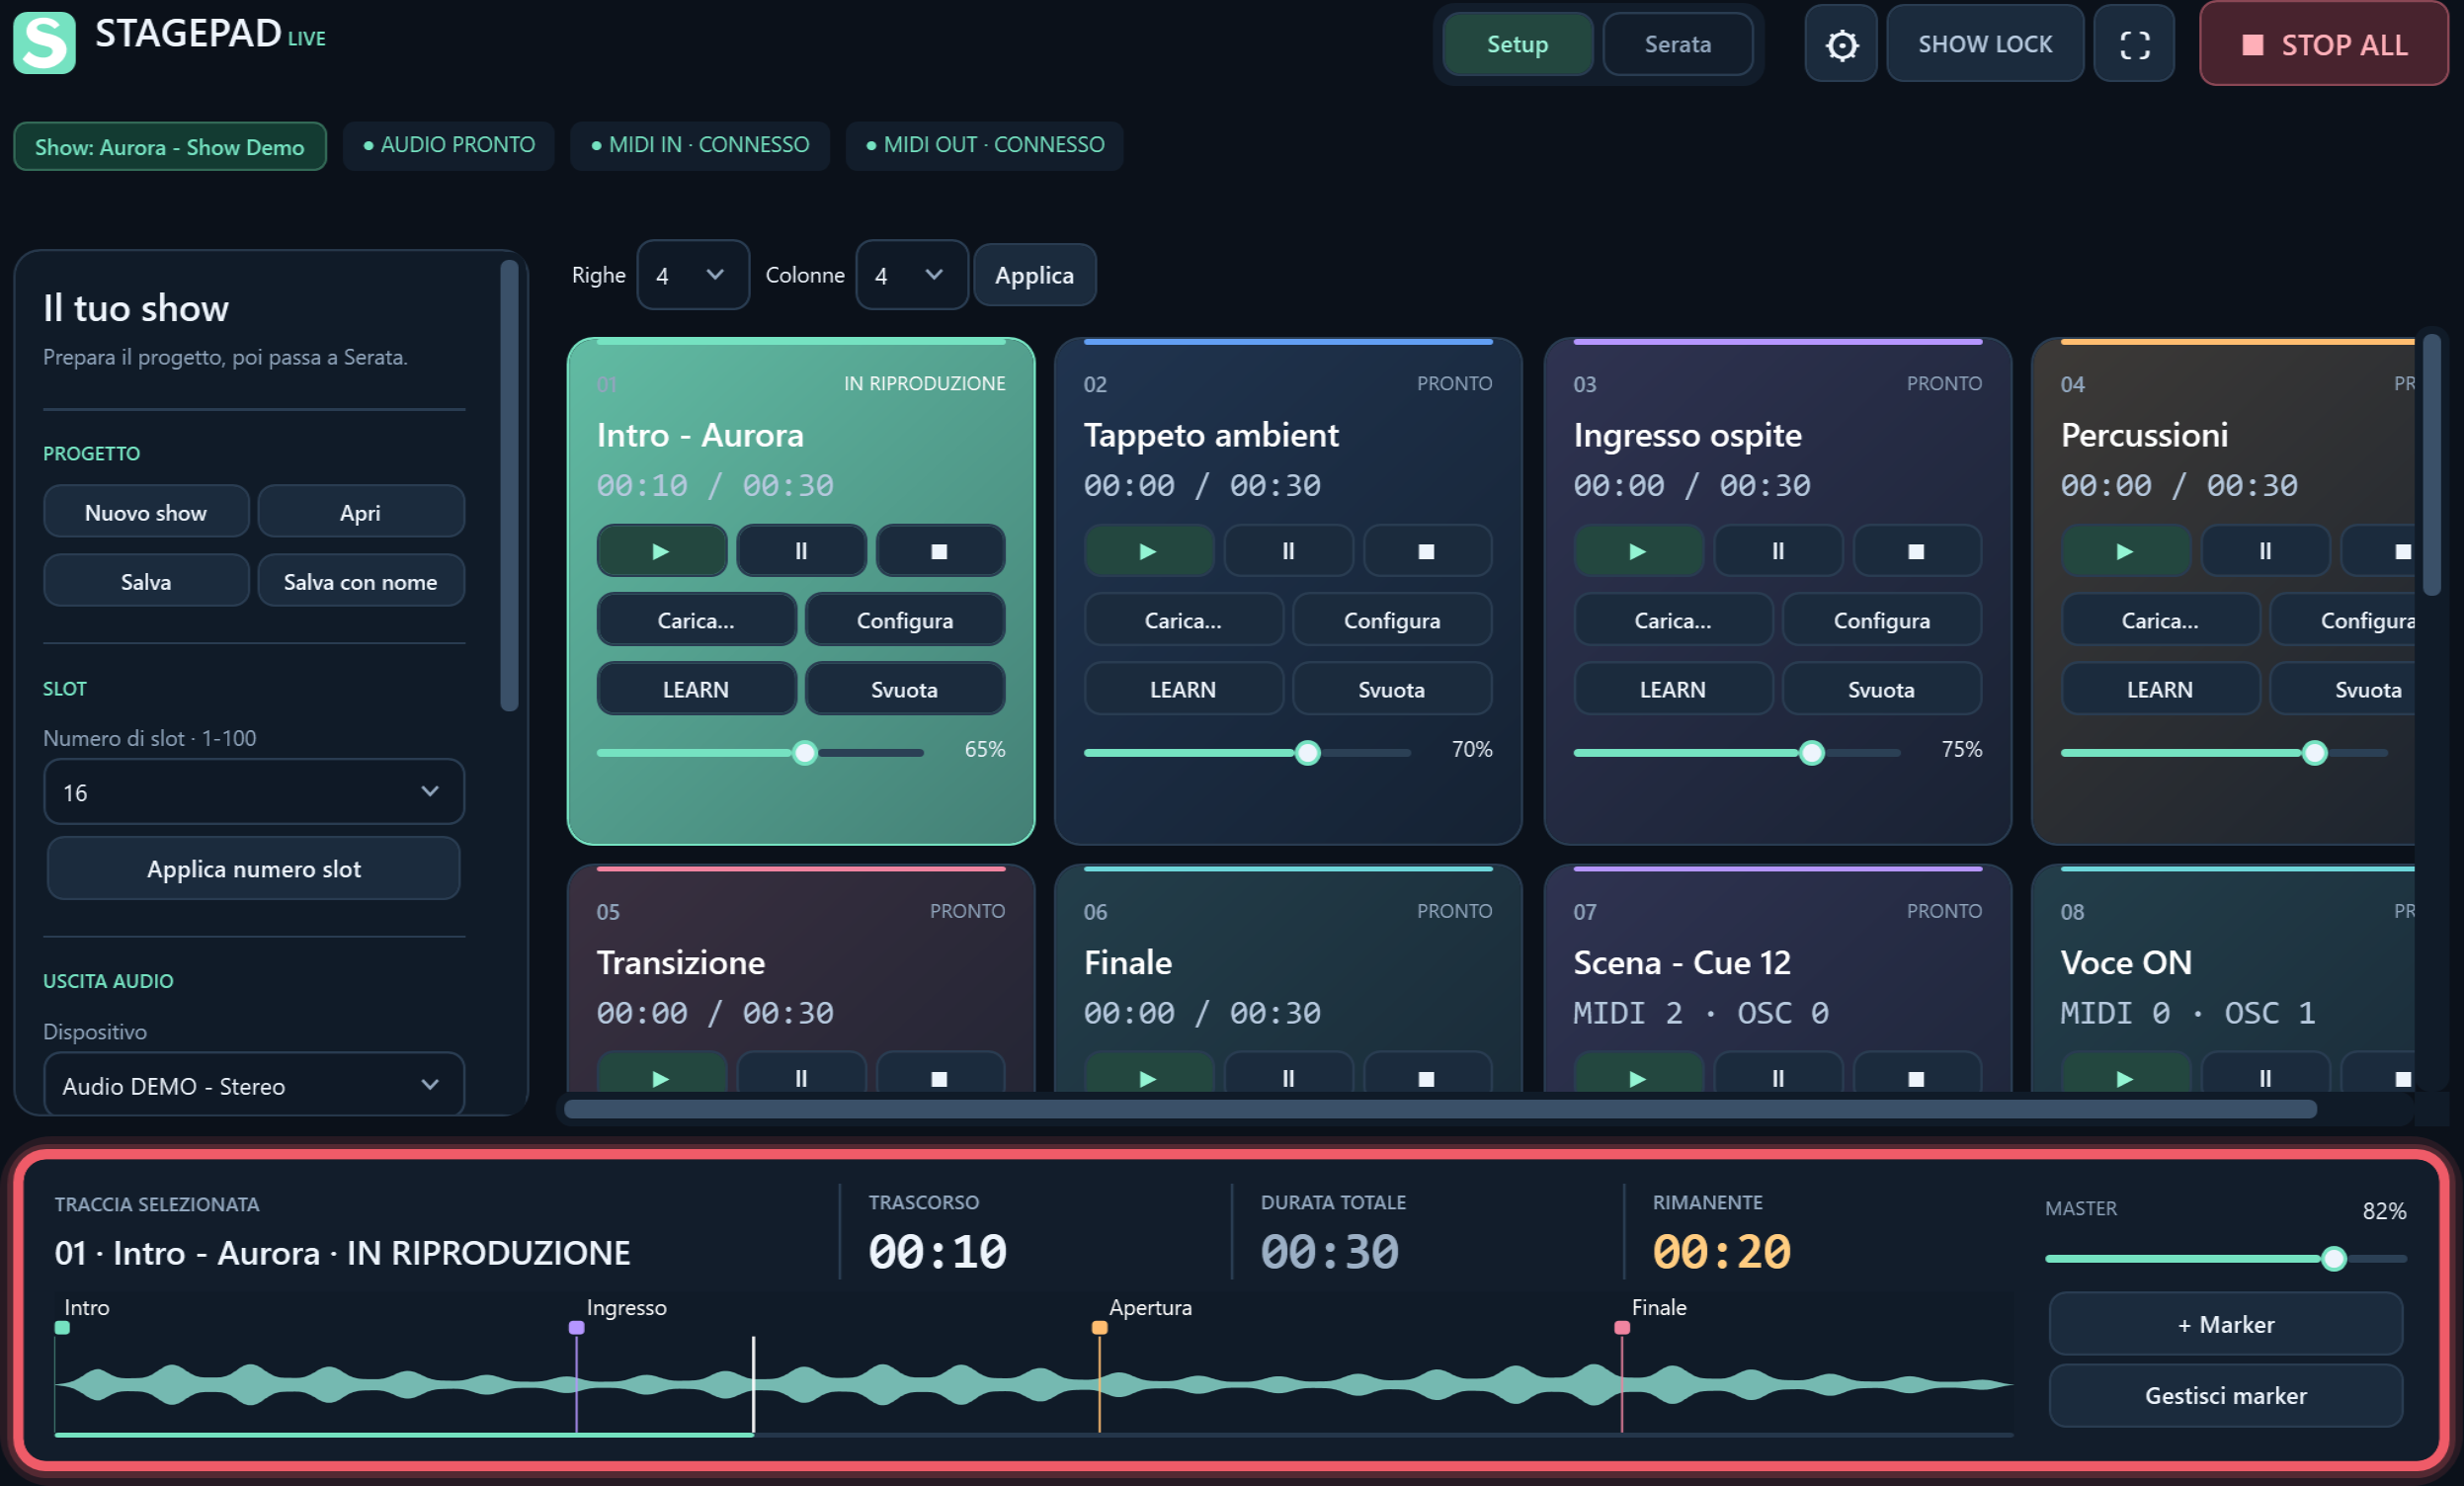 STAGEPAD LIVE
Setup
Serata
SHOW LOCK
STOP ALL
Show: Aurora - Show Demo
AUDIO PRONTO
MIDI IN · CONNESSO
MIDI OUT · CONNESSO
Il tuo show
Prepara il progetto, poi passa a Serata.
PROGETTO
Nuovo show
Apri
Salva
Salva con nome
SLOT
Numero di slot · 1-100
16
Applica numero slot
USCITA AUDIO
Dispositivo
Audio DEMO - Stereo
Righe 4 Colonne 4 Applica
01 IN RIPRODUZIONE
Intro - Aurora
00:10 / 00:30
Carica... Configura
LEARN Svuota
65%
02 PRONTO
Tappeto ambient
00:00 / 00:30
Carica... Configura
LEARN Svuota
70%
03 PRONTO
Ingresso ospite
00:00 / 00:30
Carica... Configura
LEARN Svuota
75%
04 PR
Percussioni
00:00 / 00:30
Carica... Configura
LEARN Svuota
05 PRONTO
Transizione
00:00 / 00:30
06 PRONTO
Finale
00:00 / 00:30
07 PRONTO
Scena - Cue 12
MIDI 2 · OSC 0
08 PR
Voce ON
MIDI 0 · OSC 1
TRACCIA SELEZIONATA
01 · Intro - Aurora · IN RIPRODUZIONE
TRASCORSO
00:10
DURATA TOTALE
00:30
RIMANENTE
00:20
MASTER 82%
Intro
Ingresso
Apertura
Finale
+ Marker
Gestisci marker